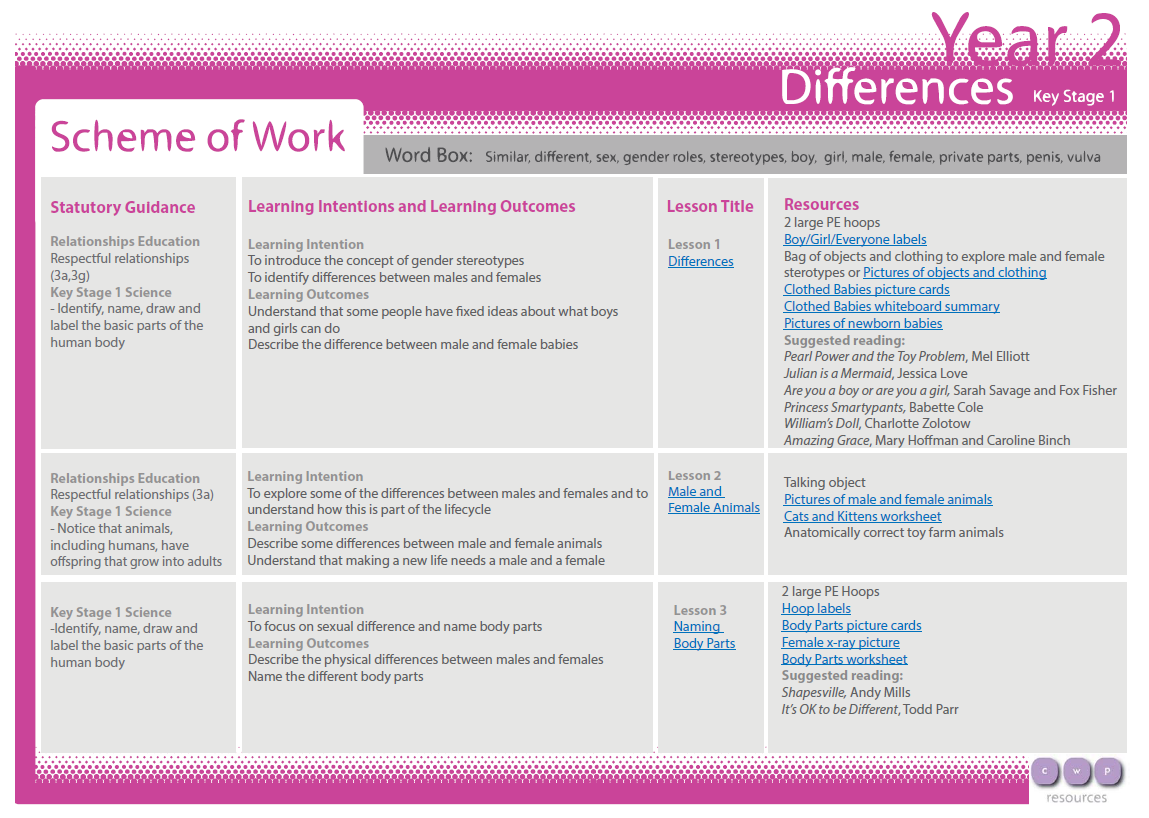 Year 2
Differences Key Stage 1
Scheme of Work
Word Box: Similar, different, sex, gender roles, stereotypes, boy, girl, male, female, private parts, penis, vulva
Statutory Guidance
Relationships Education
Respectful relationships
(3a,3g)
Key Stage 1 Science
- Identify, name, draw and
label the basic parts of the
human body
Learning Intentions and Learning Outcomes
Learning Intention
To introduce the concept of gender stereotypes
To identify differences between males and females
Learning Outcomes
Understand that some people have fixed ideas about what boys
and girls can do
Describe the difference between male and female babies
Lesson Title
Lesson 1
Differences
Resources
2 large PE hoops
Boy/Girl/Everyone labels
Bag of objects and clothing to explore male and female
sterotypes or Pictures of objects and clothing
Clothed Babies picture cards
Clothed Babies whiteboard summary
Pictures of newborn babies
Suggested reading:
Pearl Power and the Toy Problem, Mel Elliott
Julian is a Mermaid, Jessica Love
Are you a boy or are you a girl, Sarah Savage and Fox Fisher
Princess Smartypants, Babette Cole
William's Doll, Charlotte Zolotow
Amazing Grace, Mary Hoffman and Caroline Binch
Relationships Education
Respectful relationships (3a)
Key Stage 1 Science
- Notice that animals,
including humans, have
offspring that grow into adults
Learning Intention
To explore some of the differences between males and females and to
understand how this is part of the lifecycle
Learning Outcomes
Describe some differences between male and female animals
Understand that making a new life needs a male and a female
Lesson 2
Male and
Female Animals
Talking object
Pictures of male and female animals
Cats and Kittens worksheet
Anatomically correct toy farm animals
Key Stage 1 Science
-Identify, name, draw and
label the basic parts of the
human body
Learning Intention
To focus on sexual difference and name body parts
Learning Outcomes
Describe the physical differences between males and females
Name the different body parts
Lesson 3
Naming
Body Parts
2 large PE Hoops
Hoop labels
Body Parts picture cards
Female x-ray picture
Body Parts worksheet
Suggested reading:
Shapesville, Andy Mills
It's OK to be Different, Todd Parr
c w p
resources